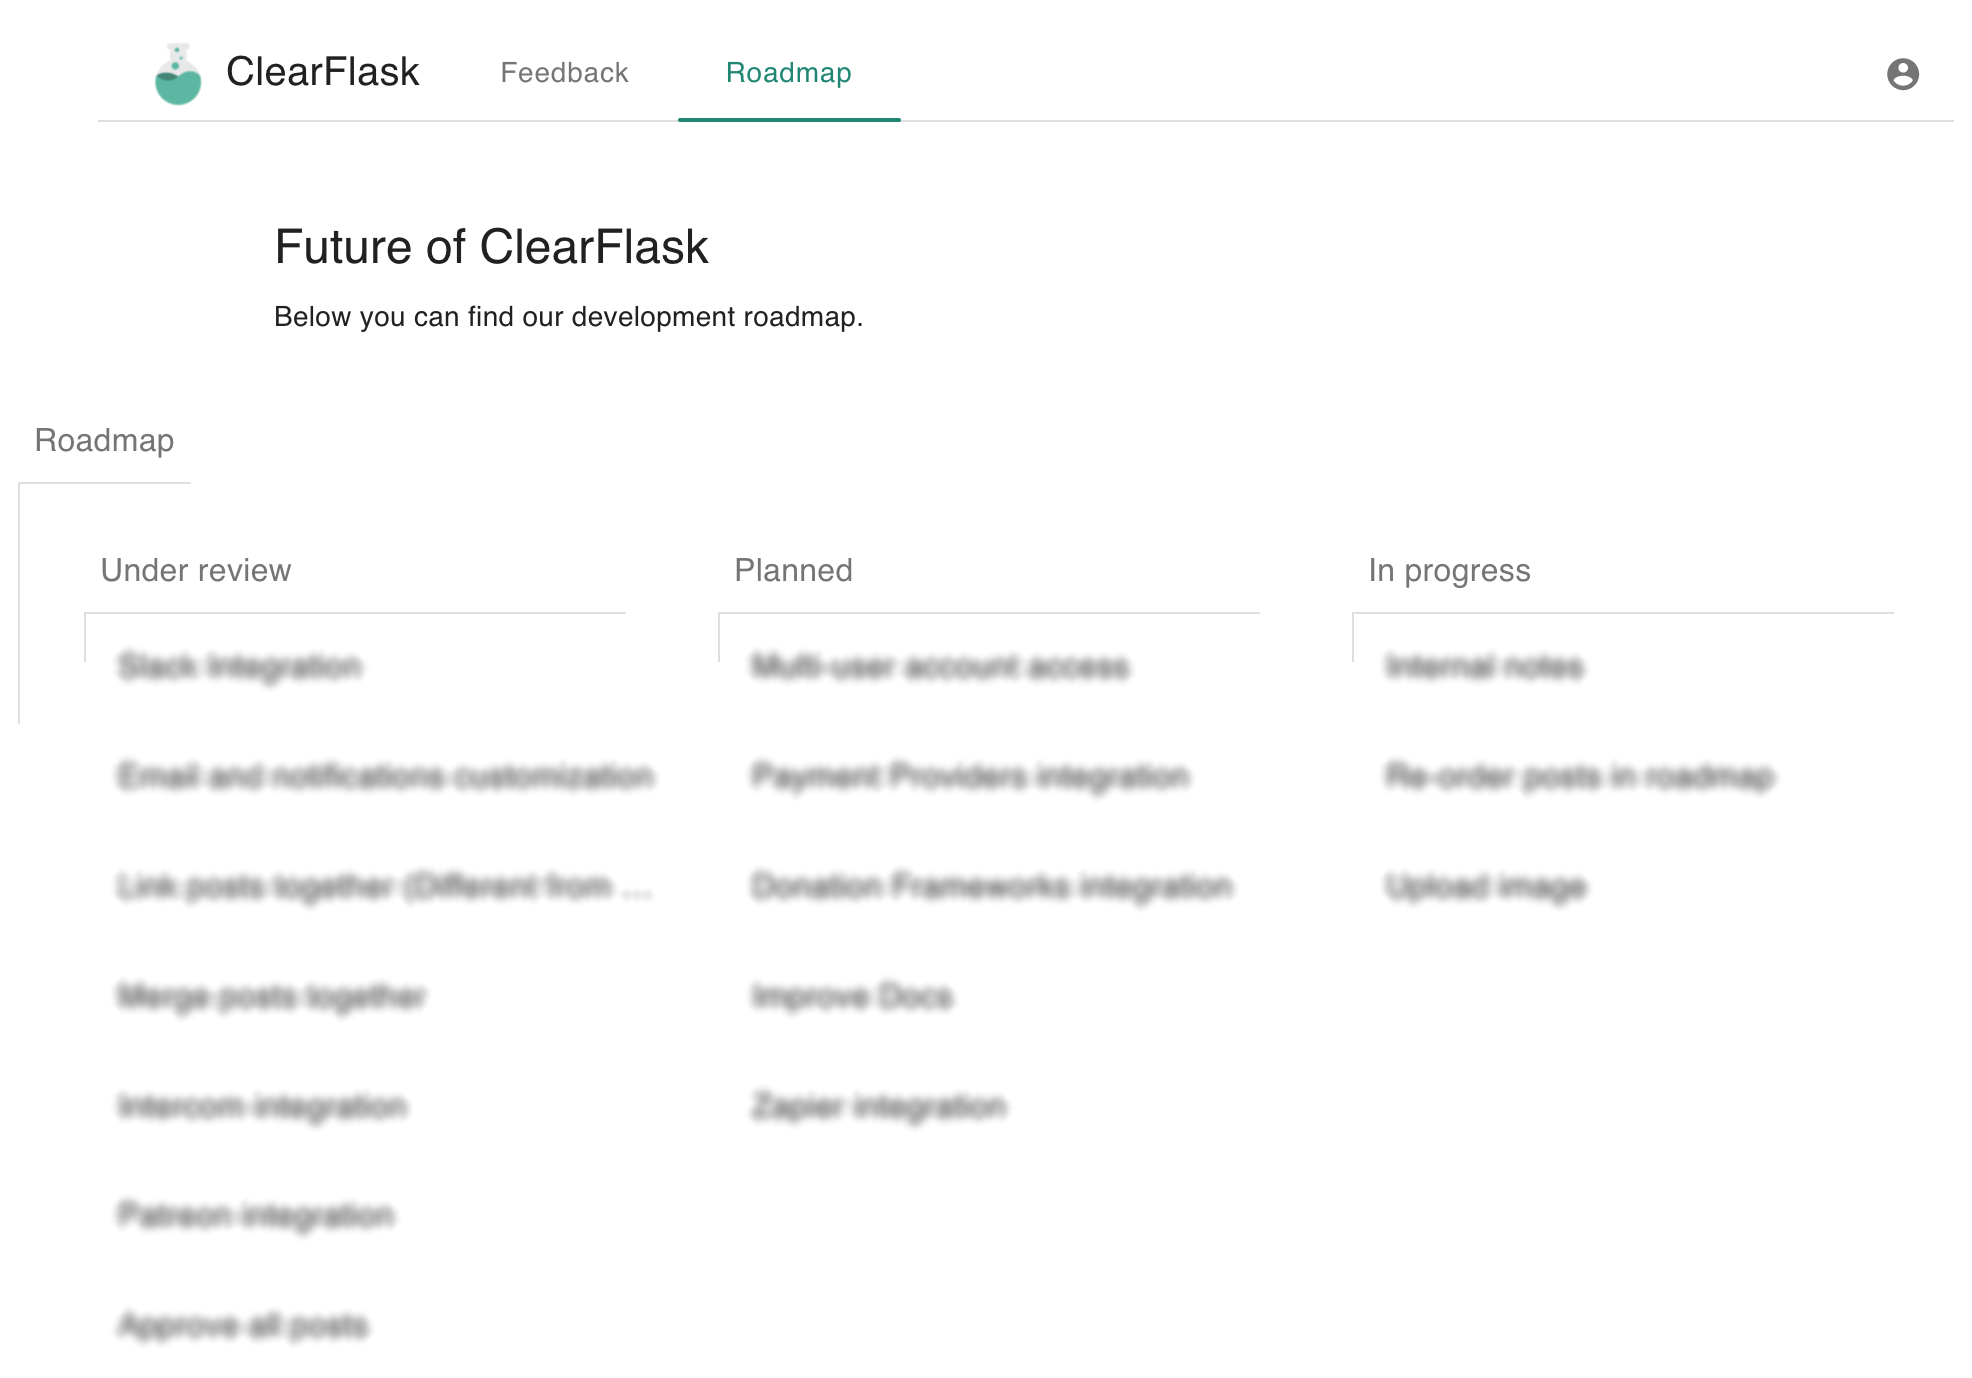 ClearFlask
Feedback
Roadmap
Future of ClearFlask
Below you can find our development roadmap.
Roadmap
Under review
Slack Integration
Email and notifications customization
Link posts together (Different from ...
Merge posts together
Intercom integration
Patreon integration
Approve all posts
Planned
Multi-user account access
Payment Providers integration
Donation Frameworks integration
Improve Docs
Zapier integration
In progress
Internal notes
Re-order posts in roadmap
Upload image